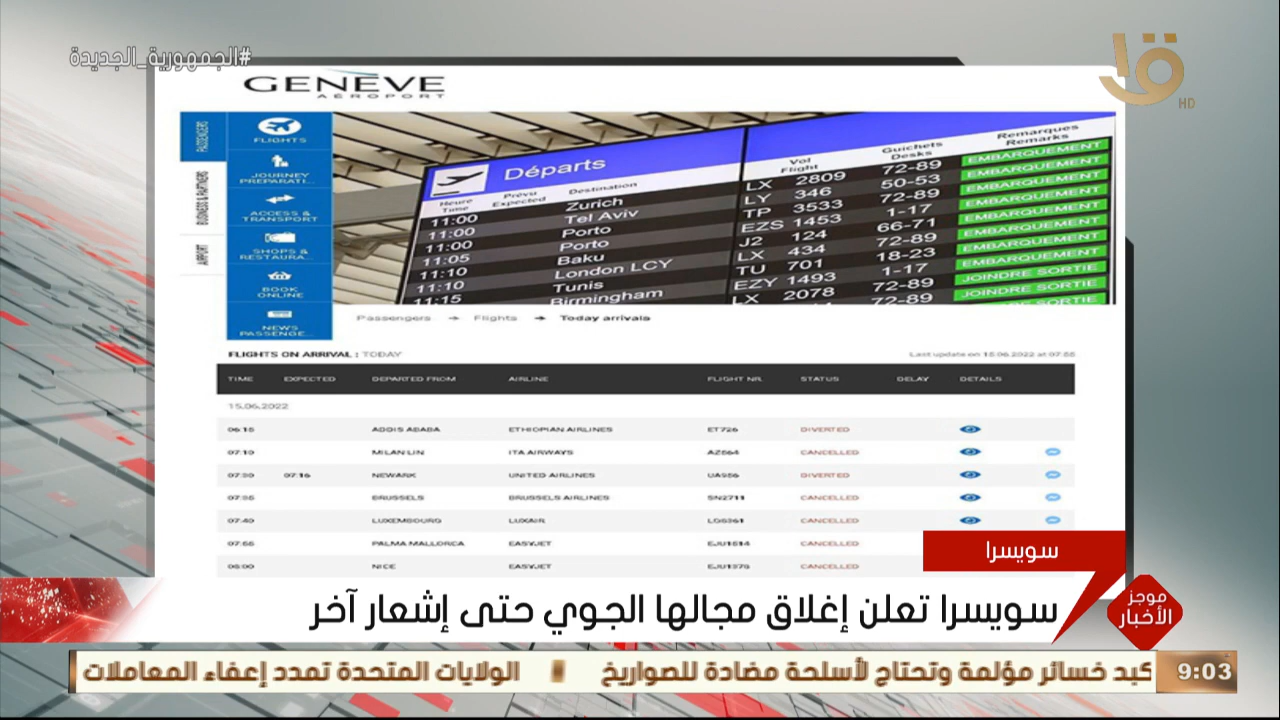 #الجمهورية_الجديدة
HD
GENÈVE
AÉROPORT
PASSENGERS
BUSINESS & PARTNERS
AIRPORT
FLIGHTS
JOURNEY
PREPARATI...
ACCESS &
TRANSPORT
SHOPS &
RESTAURA...
BOOK
ONLINE
NEWS
PASSENGE...
Départs
Heure Prévu Destination Vol Guichets Remarques
Time Expected Flight Desks Remarks
11:00 Zurich LX 2809 72-89 EMBARQUEMENT
11:00 Tel Aviv LY 346 50-53 EMBARQUEMENT
11:00 Porto TP 3533 72-89 EMBARQUEMENT
11:05 Porto EZS 1453 1-17 EMBARQUEMENT
11:10 Baku J2 124 66-71 EMBARQUEMENT
11:10 London LCY LX 434 72-89 EMBARQUEMENT
11:15 Tunis TU 701 18-23 EMBARQUEMENT
Birmingham EZY 1493 1-17 JOINDRE SORTIE
LX 2078 72-89 JOINDRE SORTIE
Passengers → Flights → Today arrivals
FLIGHTS ON ARRIVAL : TODAY
Last update on 15.06.2022 at 07:55
TIME EXPECTED DEPARTED FROM AIRLINE FLIGHT NR. STATUS DELAY DETAILS
15.06.2022
06:15 ADDIS ABABA ETHIOPIAN AIRLINES ET726 DIVERTED
07:10 MILAN LIN ITA AIRWAYS AZ564 CANCELLED
07:30 07:16 NEWARK UNITED AIRLINES UA956 DIVERTED
07:35 BRUSSELS BRUSSELS AIRLINES SN2711 CANCELLED
07:40 LUXEMBOURG LUXAIR LG8361 CANCELLED
07:55 PALMA MALLORCA EASYJET EJU1514 CANCELLED
08:00 NICE EASYJET EJU1376 CANCELLED
سويسرا
سويسرا تعلن إغلاق مجالها الجوي حتى إشعار آخر
موجز
الأخبار
كبد خسائر مؤلمة وتحتاج لأسلحة مضادة للصواريخ الولايات المتحدة تمدد إعفاء المعاملات
9:03